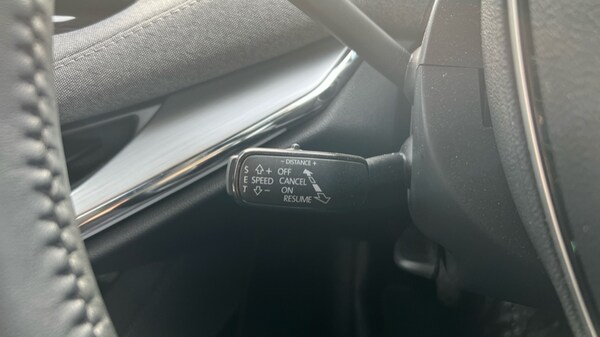 - DISTANCE +
S + OFF
E SPEED CANCEL
T - ON
RESUME